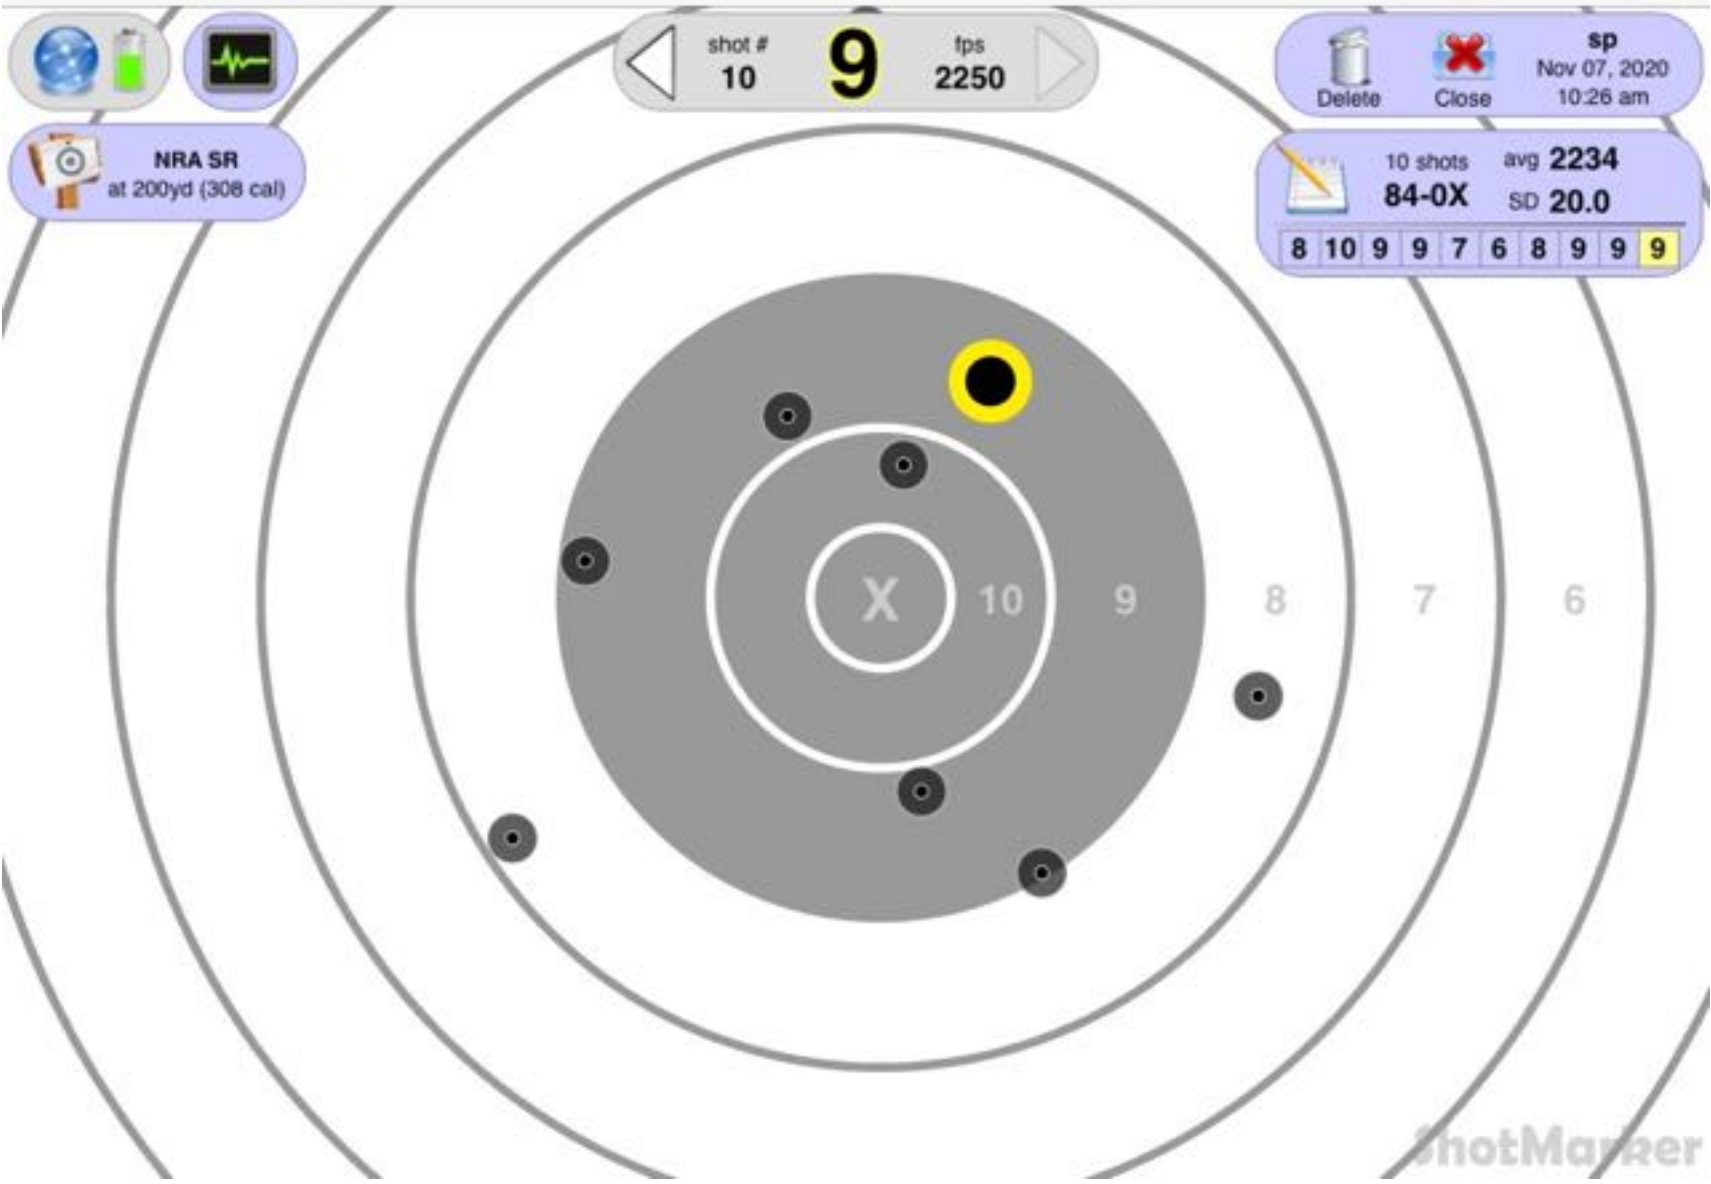 shot #
10
9
fps
2250
Delete
Close
sp
Nov 07, 2020
10:26 am
NRA SR
at 200yd (308 cal)
10 shots
84-0X
avg 2234
SD 20.0
8 10 9 9 7 6 8 9 9 9
X 10 9 8 7 6
ShotMarker